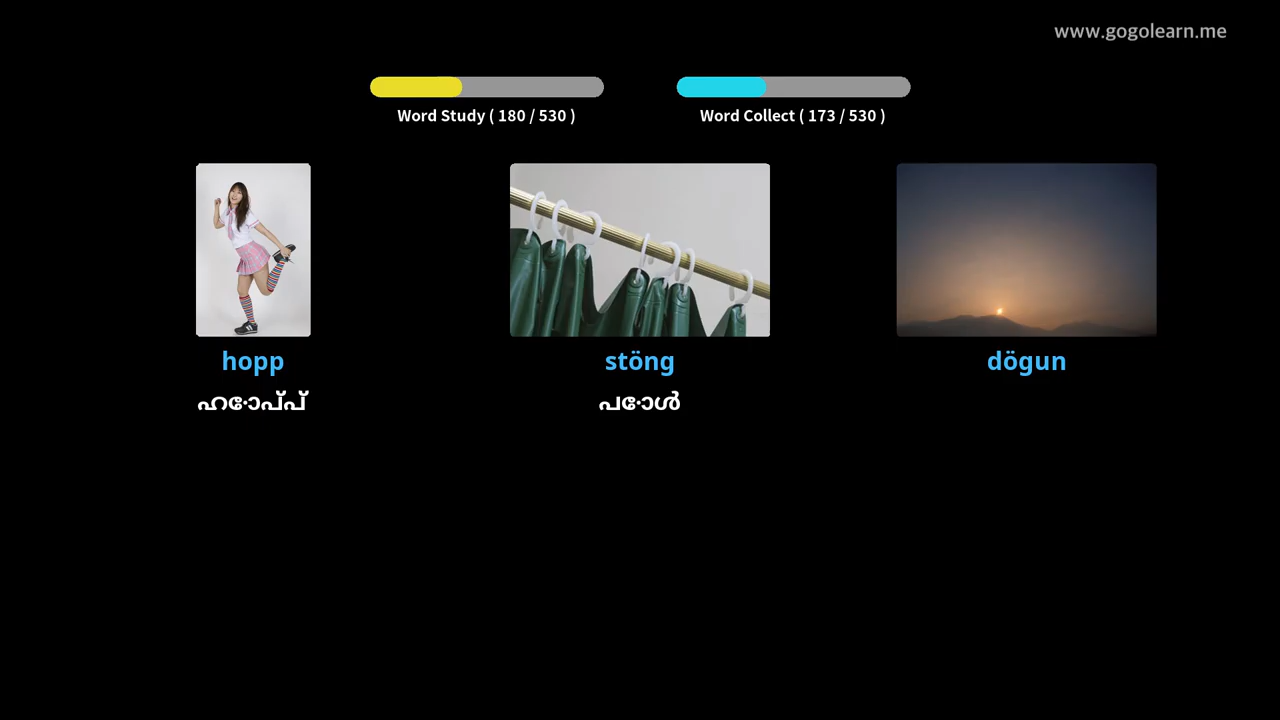 www.gogolearn.me
Word Study ( 180 / 530 )
Word Collect ( 173 / 530 )
hopp
stöng
dögun
ഹോപ്പ്
പോൾ